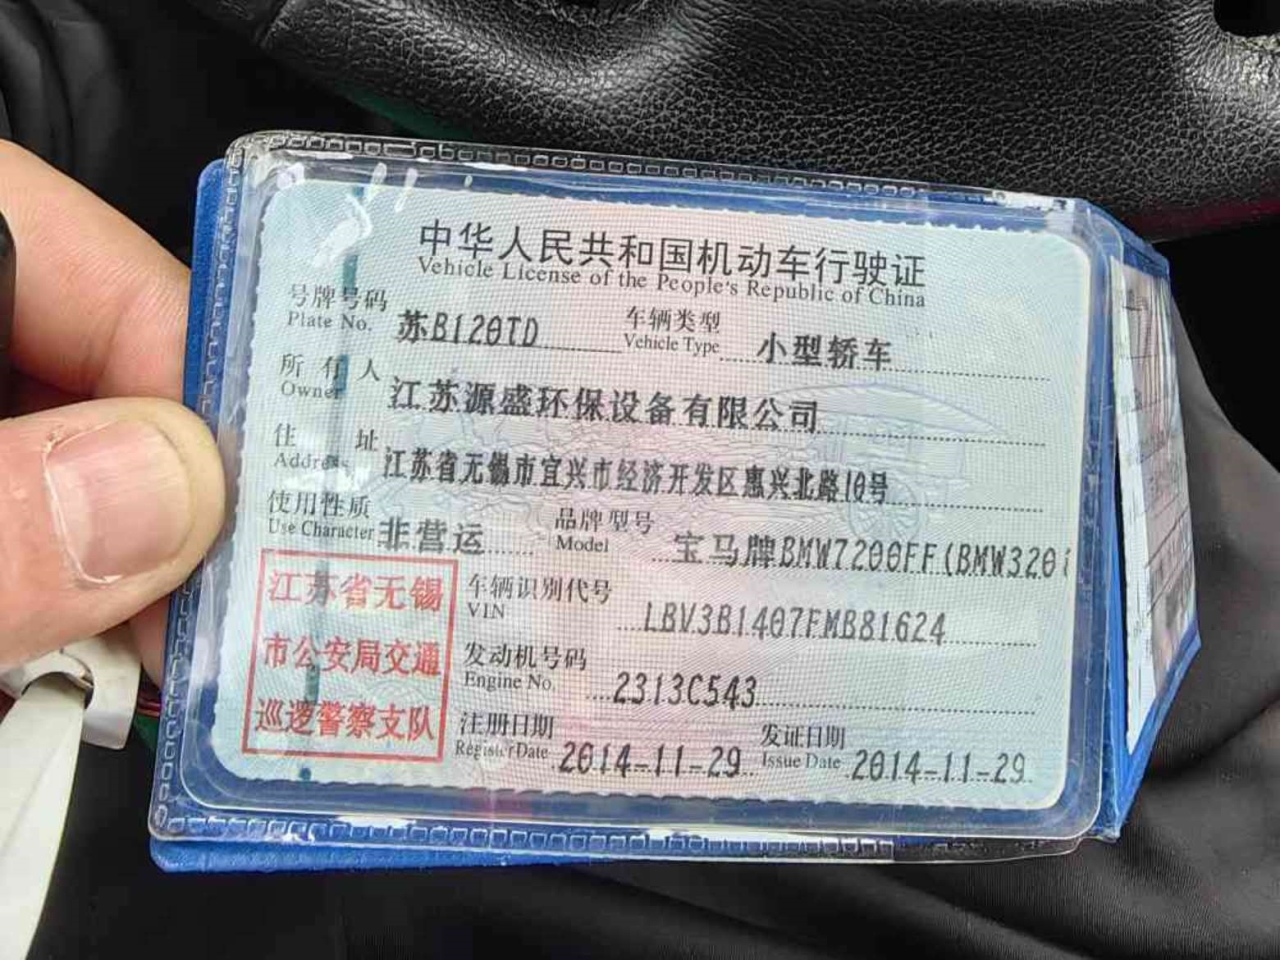 中华人民共和国机动车行驶证
Vehicle License of the People's Republic of China
号牌号码 苏B120TD 车辆类型 小型轿车
Plate No. Vehicle Type
所有人 江苏源盛环保设备有限公司
Owner
住址 江苏省无锡市宜兴市经济开发区惠兴北路10号
Address
使用性质 非营运 品牌型号 宝马牌BMW7200FF(BMW320i
Use Character Model
江苏省无锡
市公安局交通
巡逻警察支队
车辆识别代号 LBV3B1407FMB81624
VIN
发动机号码 2313C543
Engine No.
注册日期 2014-11-29 发证日期 2014-11-29
Register Date Issue Date